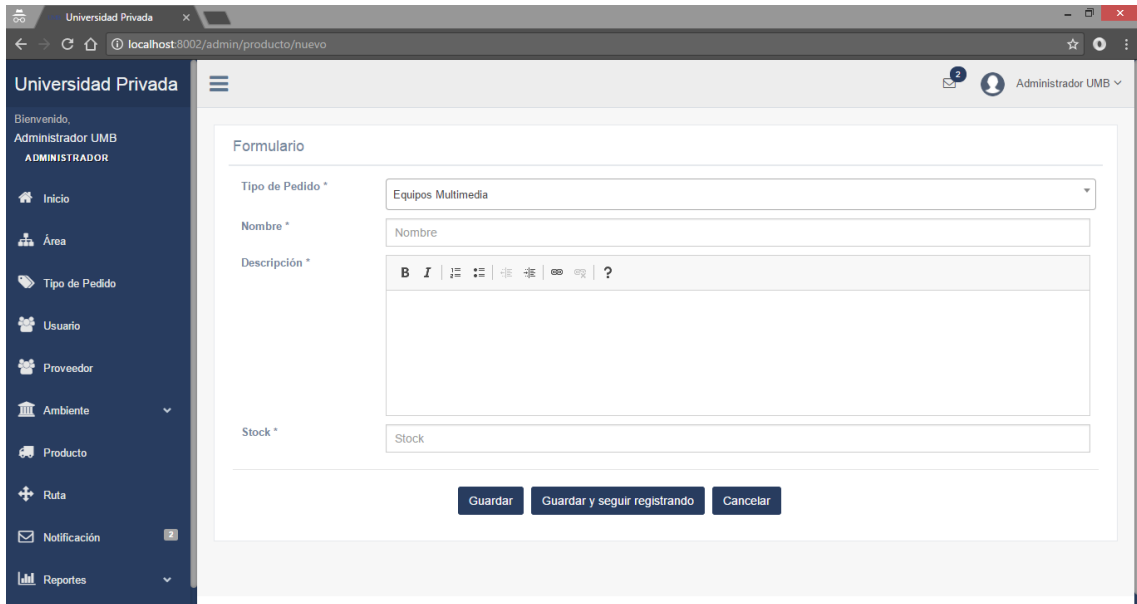 Universidad Privada
localhost:8002/admin/producto/nuevo
Universidad Privada
2
Administrador UMB
Bienvenido,
Administrador UMB
ADMINISTRADOR
Inicio
Área
Tipo de Pedido
Usuario
Proveedor
Ambiente
Producto
Ruta
Notificación 2
Reportes
Formulario
Tipo de Pedido *
Equipos Multimedia
Nombre *
Nombre
Descripción *
B I ?
Stock *
Stock
Guardar Guardar y seguir registrando Cancelar